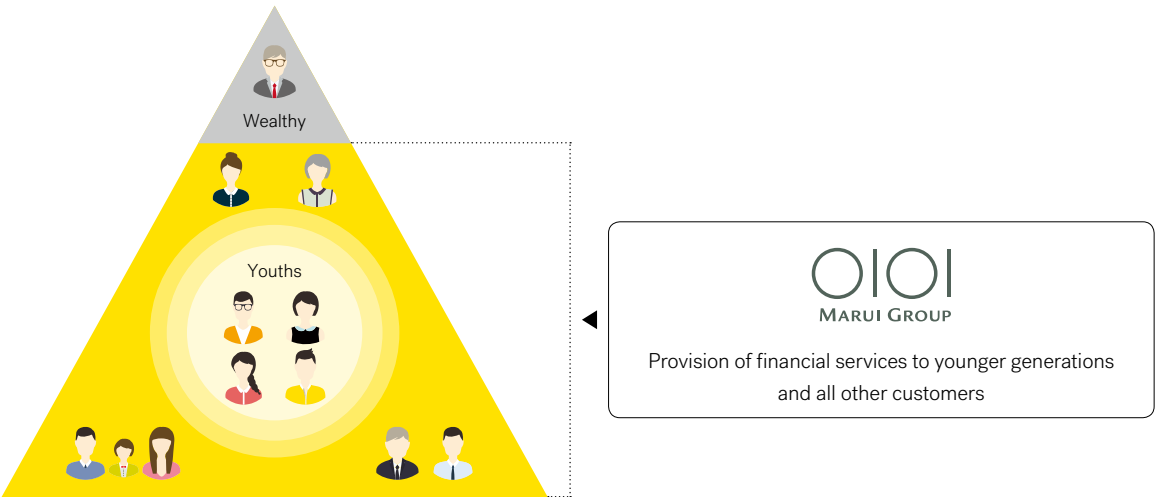 Wealthy
Youths
OIOI
MARUI GROUP
Provision of financial services to younger generations
and all other customers